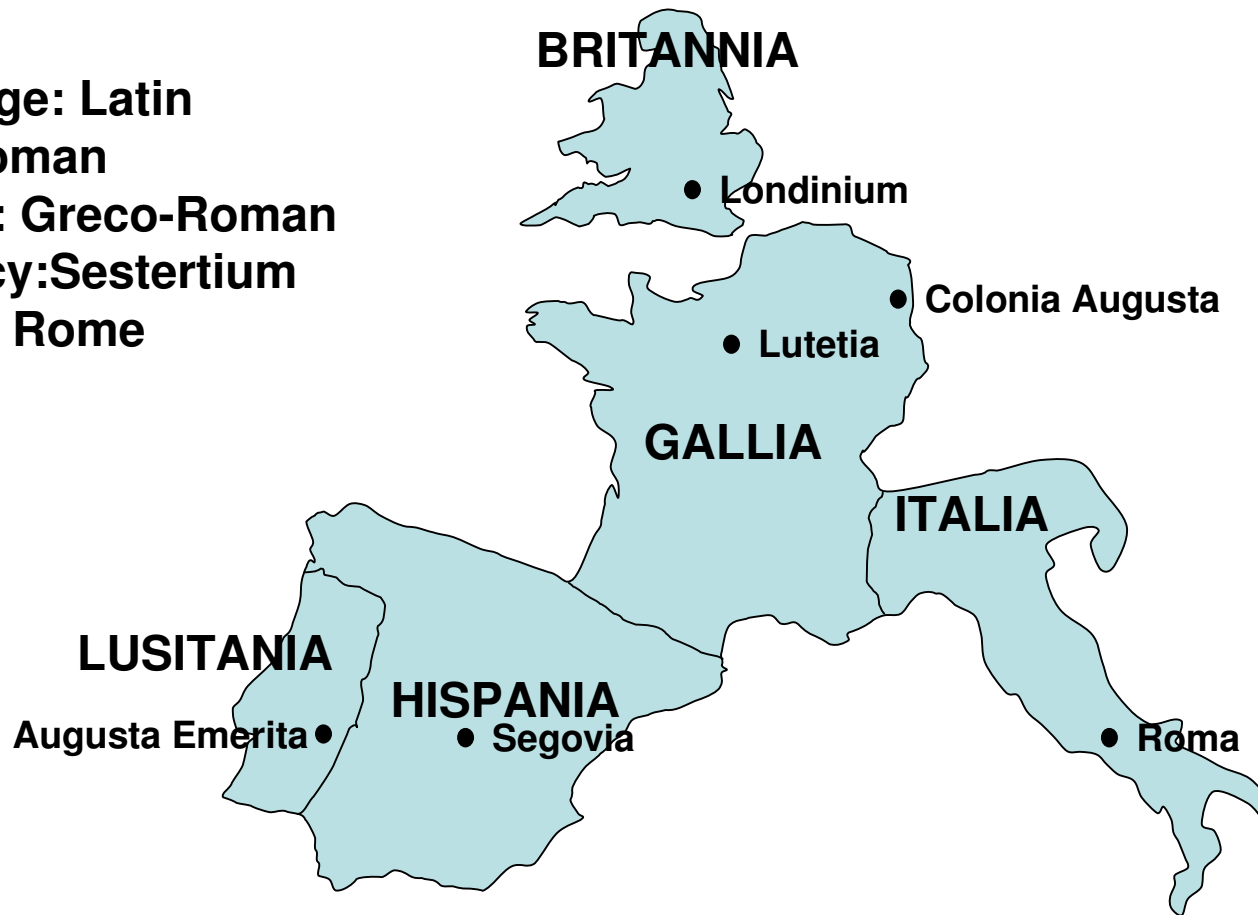 BRITANNIA
ge: Latin
oman
: Greco-Roman
cy:Sestertium
Rome
Londinium
Colonia Augusta
Lutetia
GALLIA
ITALIA
LUSITANIA
HISPANIA
Augusta Emerita
Segovia
Roma